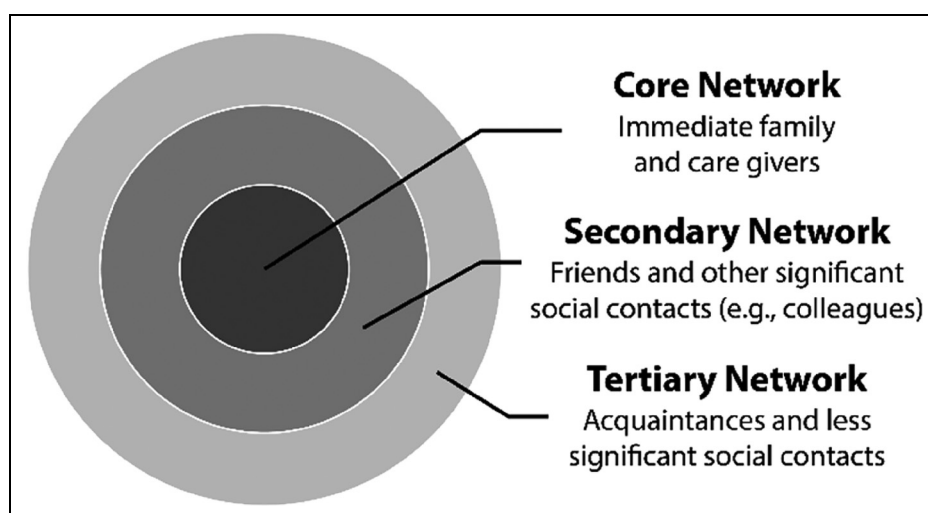 Core Network
Immediate family
and care givers
Secondary Network
Friends and other significant
social contacts (e.g., colleagues)
Tertiary Network
Acquaintances and less
significant social contacts